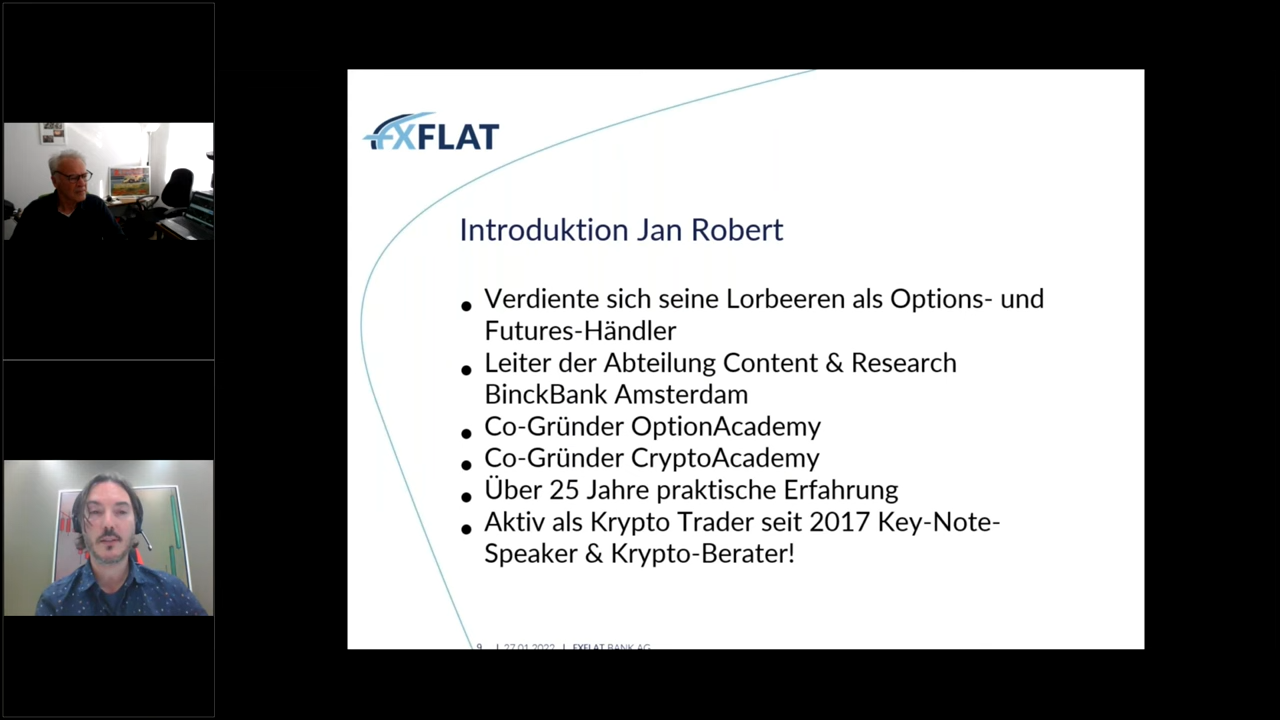 FXFLAT
Introduktion Jan Robert
• Verdiente sich seine Lorbeeren als Options- und
Futures-Händler
• Leiter der Abteilung Content & Research
BinckBank Amsterdam
• Co-Gründer OptionAcademy
• Co-Gründer CryptoAcademy
• Über 25 Jahre praktische Erfahrung
• Aktiv als Krypto Trader seit 2017 Key-Note-
Speaker & Krypto-Berater!
9 | 27.01.2022 | FXFLAT BANK AG